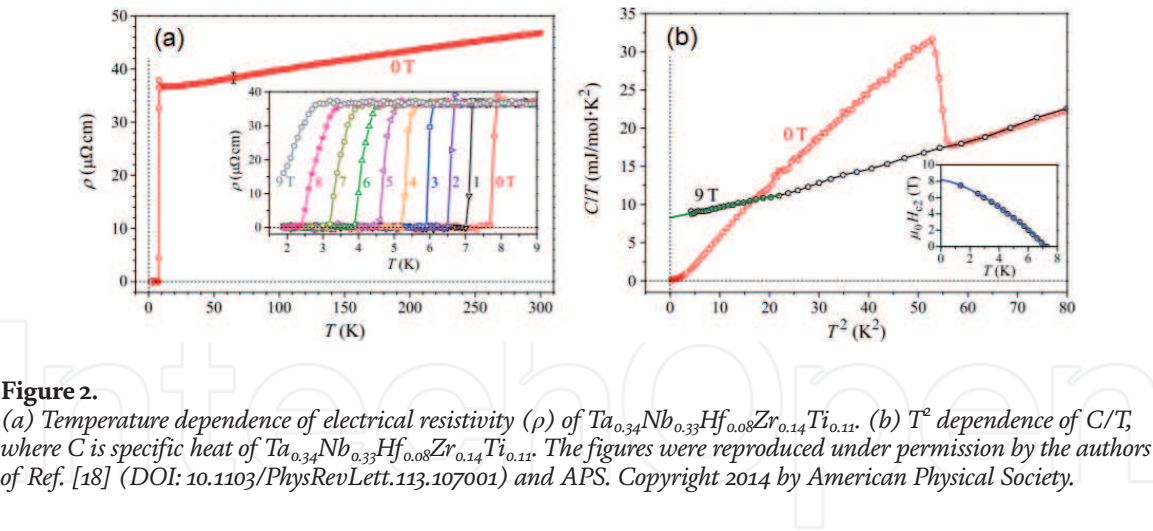 (a)
50
40
30
20
10
0
ρ (μΩcm)
0 50 100 150 200 250 300
T (K)
0 T
40
30
20
10
0
ρ (μΩcm)
9 T 8 7 6 5 4 3 2 1 0T
2 3 4 5 6 7 8 9
T (K)
(b)
35
30
25
20
15
10
5
0
C/T (mJ/mol·K²)
0 10 20 30 40 50 60 70 80
T² (K²)
0 T
9 T
10
8
6
4
2
0
μ₀Hc2 (T)
0 2 4 6 8
T (K)
IntechOpen
Figure 2.
(a) Temperature dependence of electrical resistivity (ρ) of Ta0.34Nb0.33Hf0.08Zr0.14Ti0.11. (b) T² dependence of C/T,
where C is specific heat of Ta0.34Nb0.33Hf0.08Zr0.14Ti0.11. The figures were reproduced under permission by the authors
of Ref. [18] (DOI: 10.1103/PhysRevLett.113.107001) and APS. Copyright 2014 by American Physical Society.